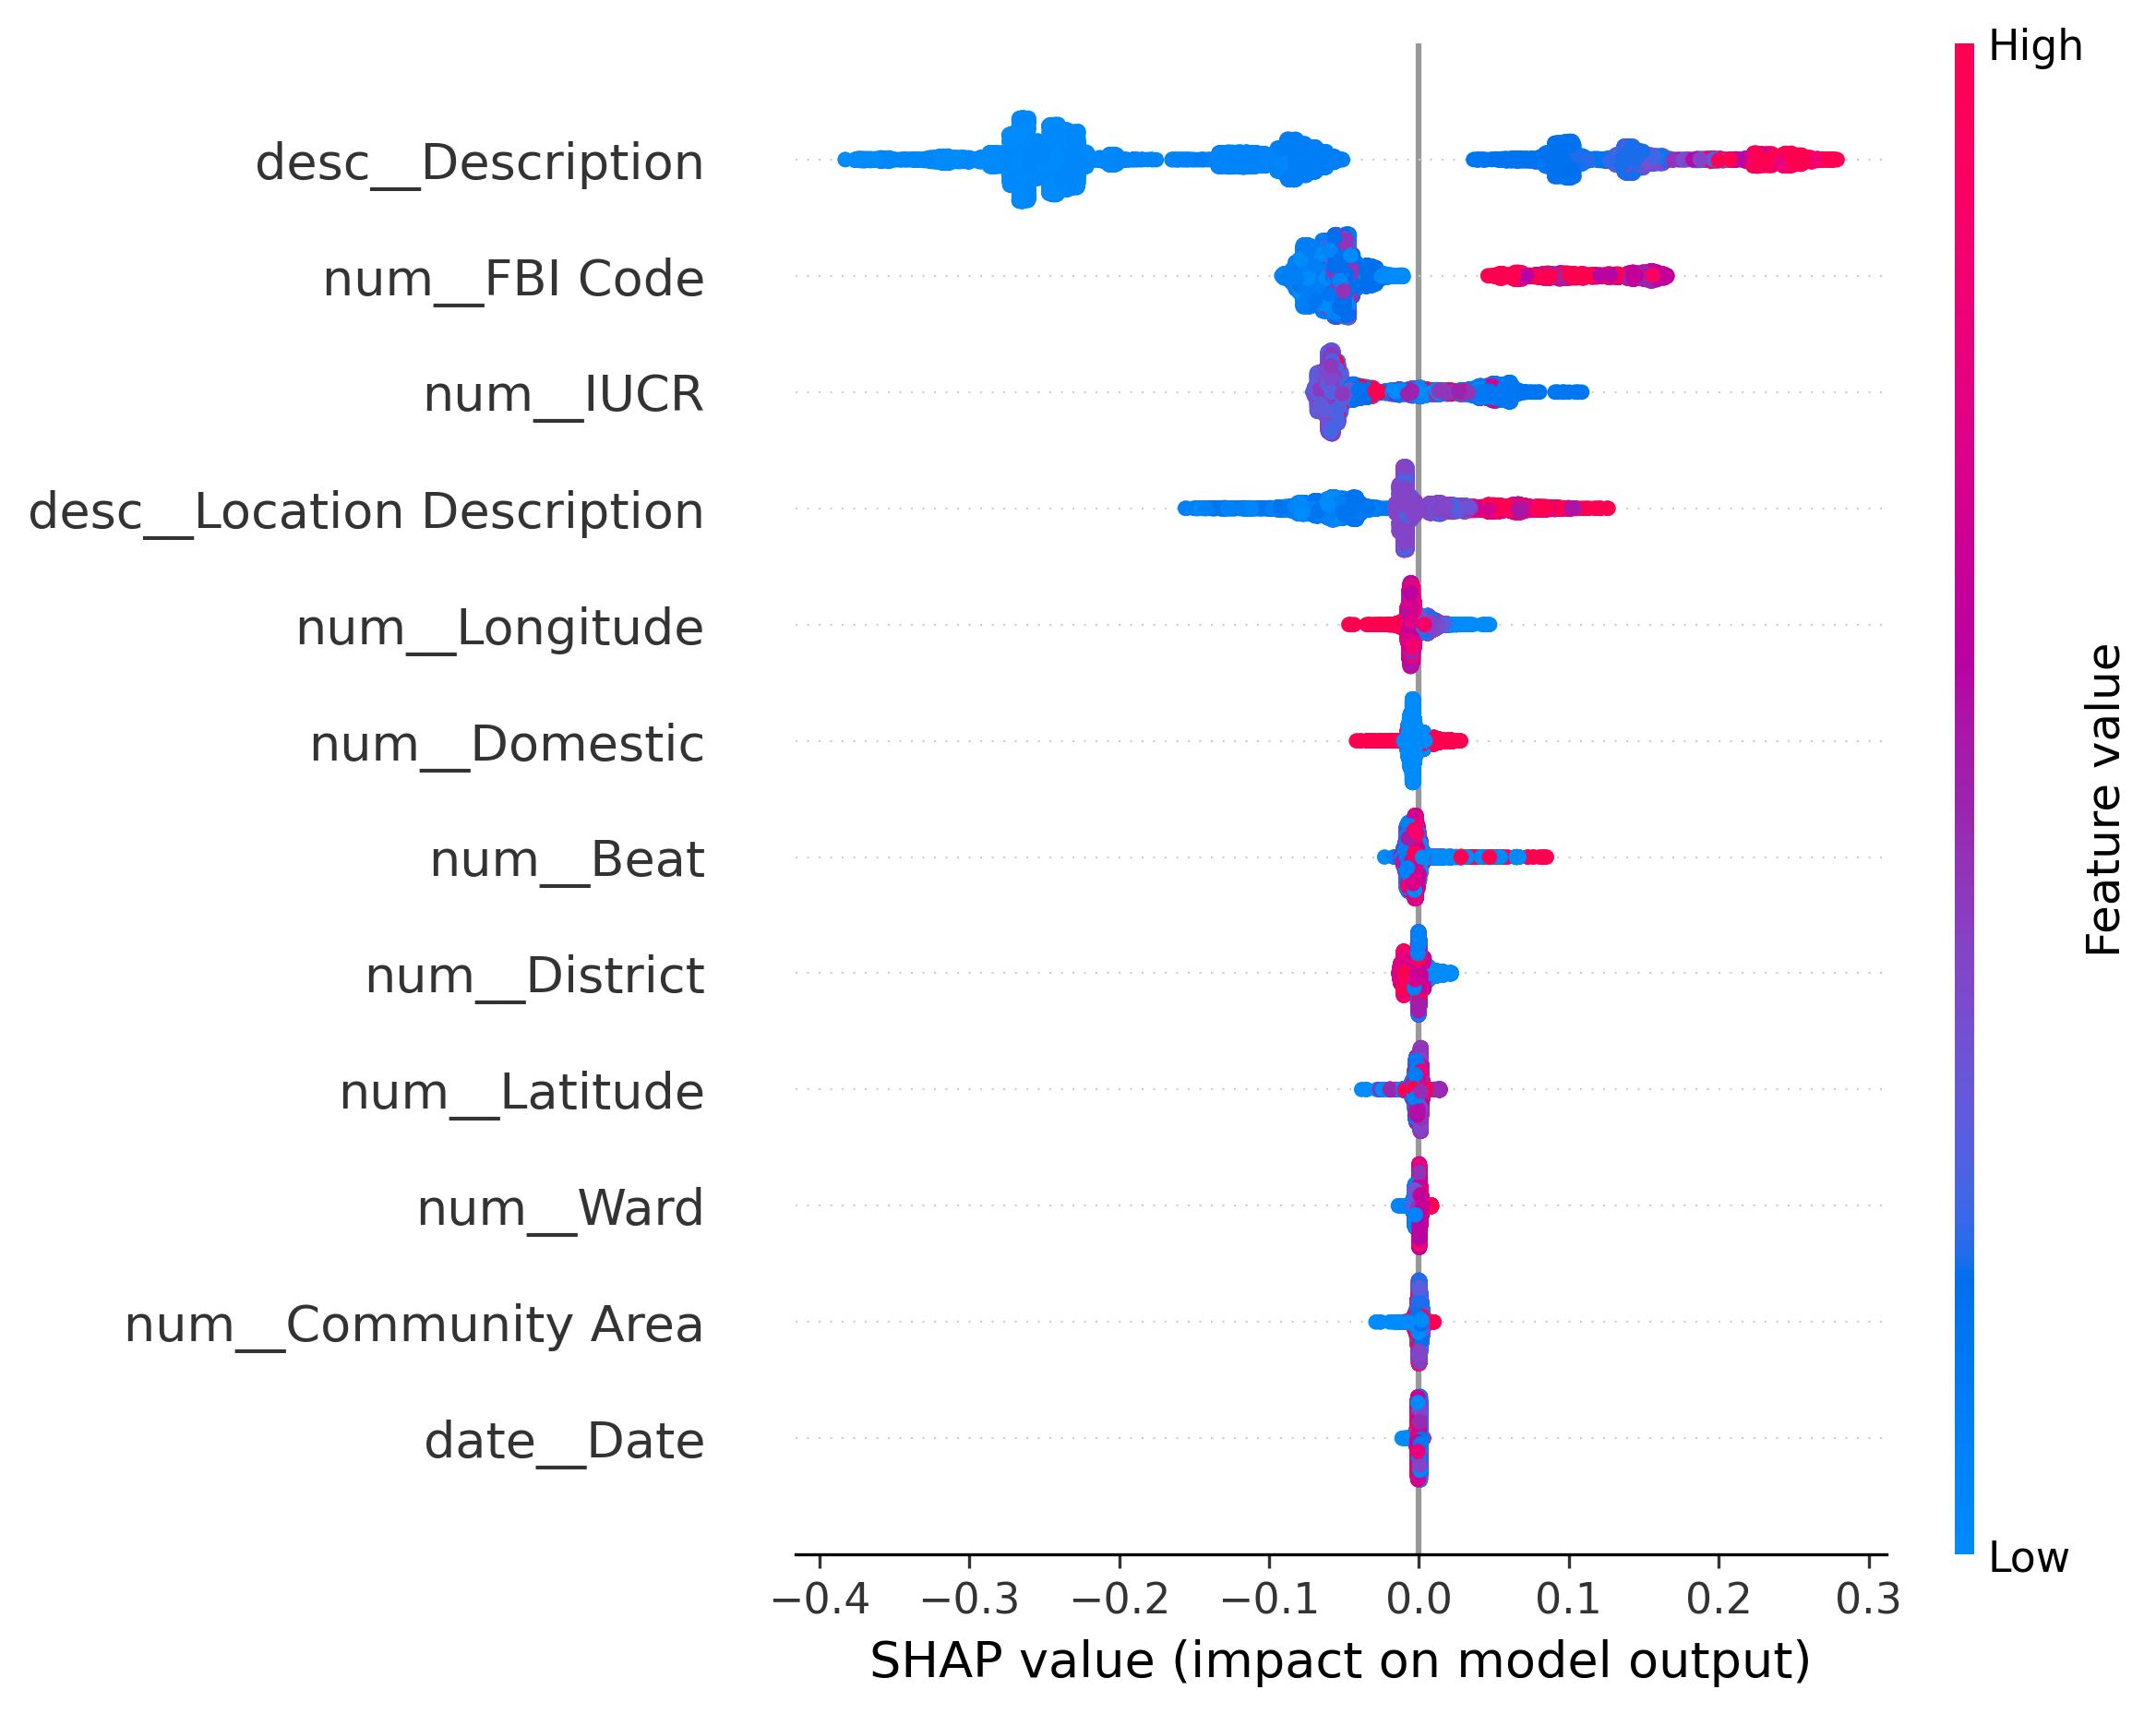 High
desc__Description
num__FBI Code
num__IUCR
desc__Location Description
num__Longitude
num__Domestic
num__Beat
num__District
num__Latitude
num__Ward
num__Community Area
date__Date
Feature value
Low
−0.4 −0.3 −0.2 −0.1 0.0 0.1 0.2 0.3
SHAP value (impact on model output)